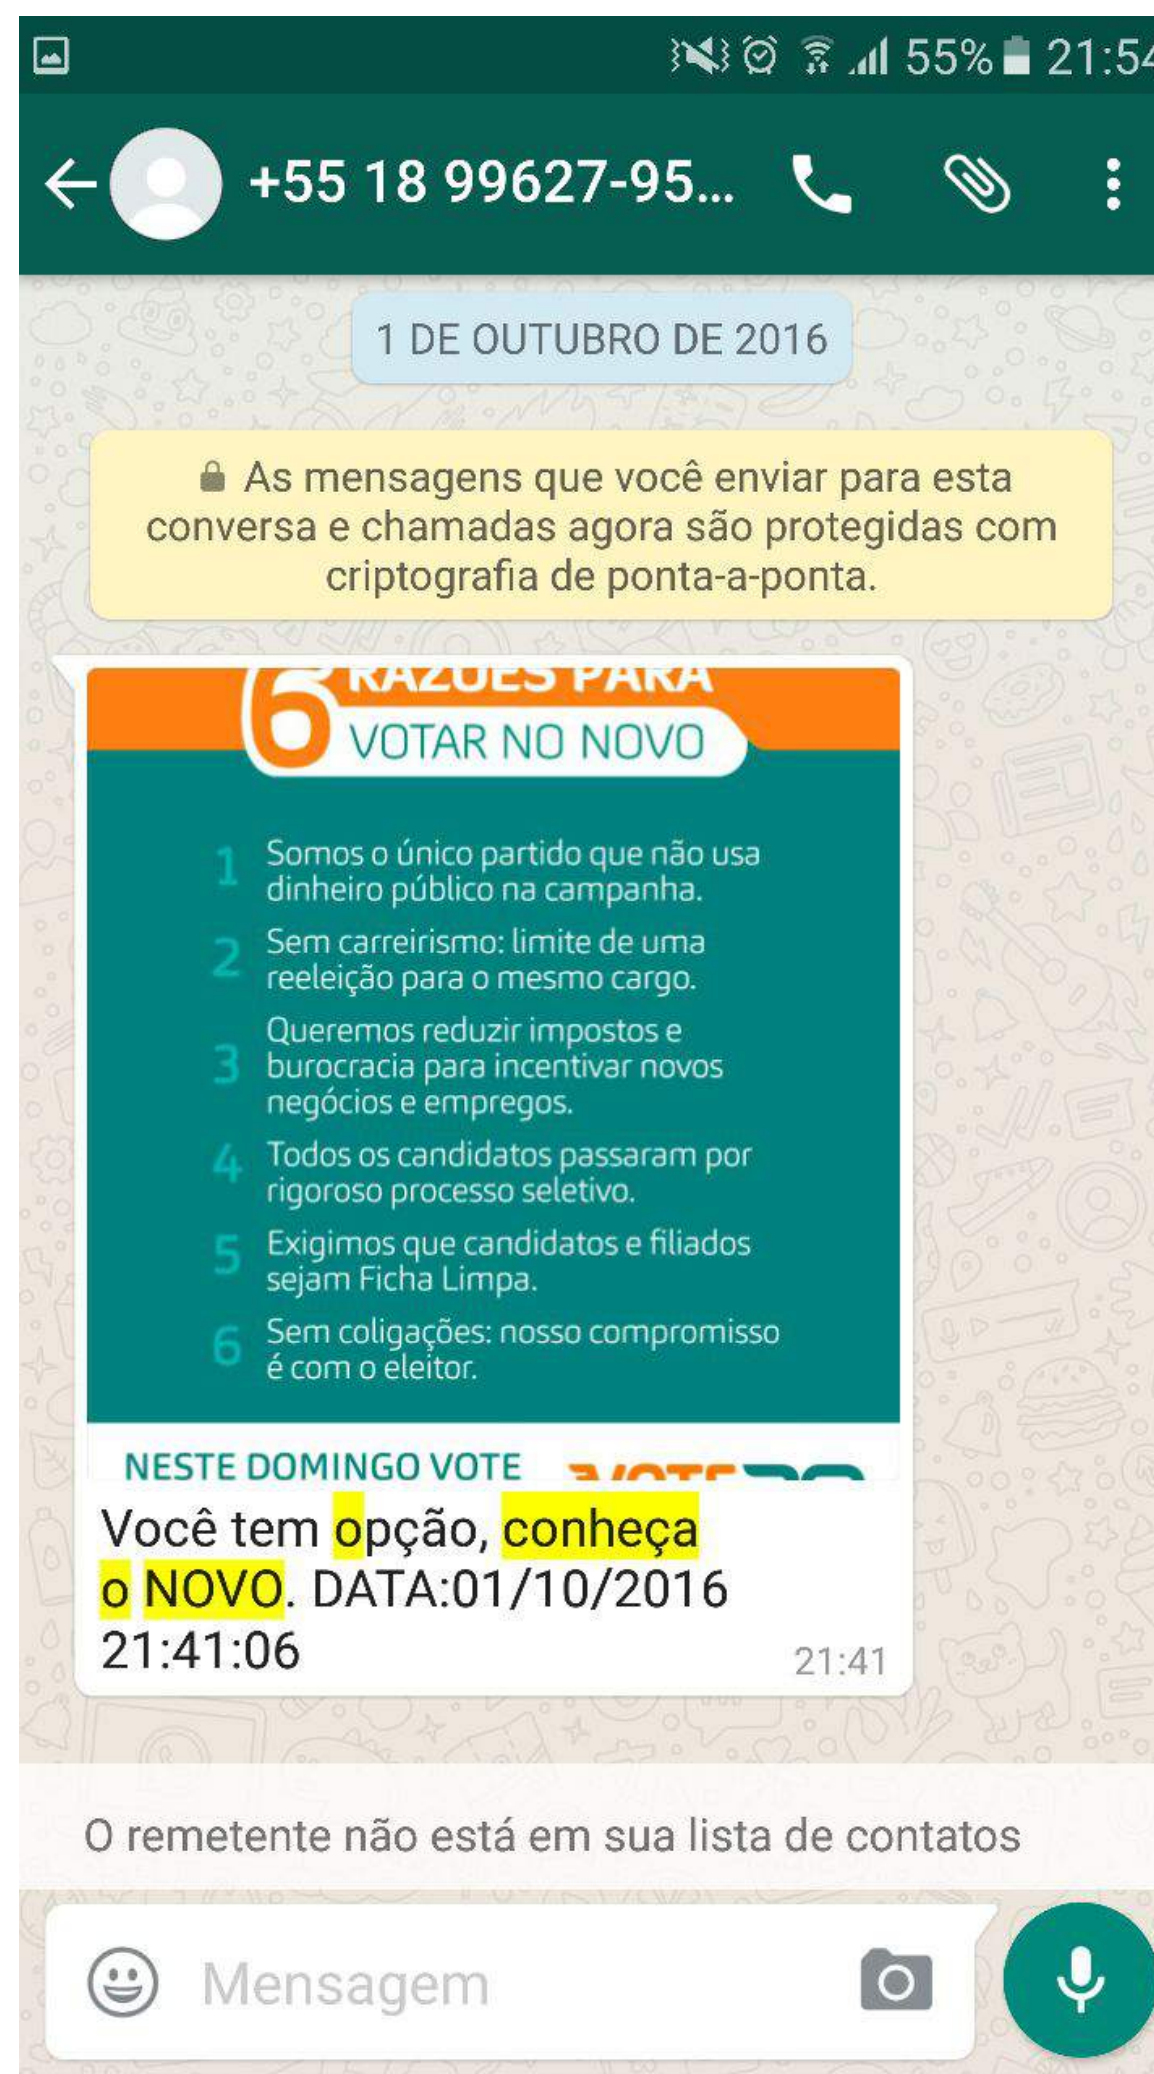 55% 21:54
+55 18 99627-95...
1 DE OUTUBRO DE 2016
As mensagens que você enviar para esta
conversa e chamadas agora são protegidas com
criptografia de ponta-a-ponta.
6 RAZÕES PARA
VOTAR NO NOVO
1 Somos o único partido que não usa
dinheiro público na campanha.
2 Sem carreirismo: limite de uma
reeleição para o mesmo cargo.
3 Queremos reduzir impostos e
burocracia para incentivar novos
negócios e empregos.
4 Todos os candidatos passaram por
rigoroso processo seletivo.
5 Exigimos que candidatos e filiados
sejam Ficha Limpa.
6 Sem coligações: nosso compromisso
é com o eleitor.
NESTE DOMINGO VOTE
VOTE
Você tem opção, conheça
o NOVO. DATA:01/10/2016
21:41:06
21:41
O remetente não está em sua lista de contatos
Mensagem